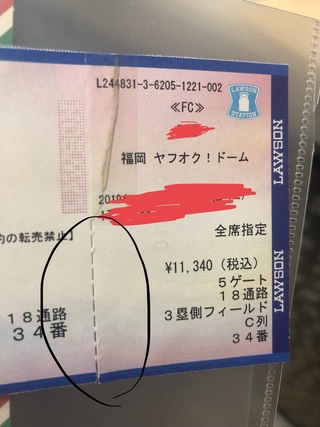 L244831-3-6205-1221-002
≪FC≫
LAWSON
STATION
福岡 ヤフオク!ドーム
全席指定
約の転売禁止】
¥11,340 (税込)
5ゲート
18通路
3塁側フィールド
C列
34番
18通路
34番
LAWSON
LAWSON